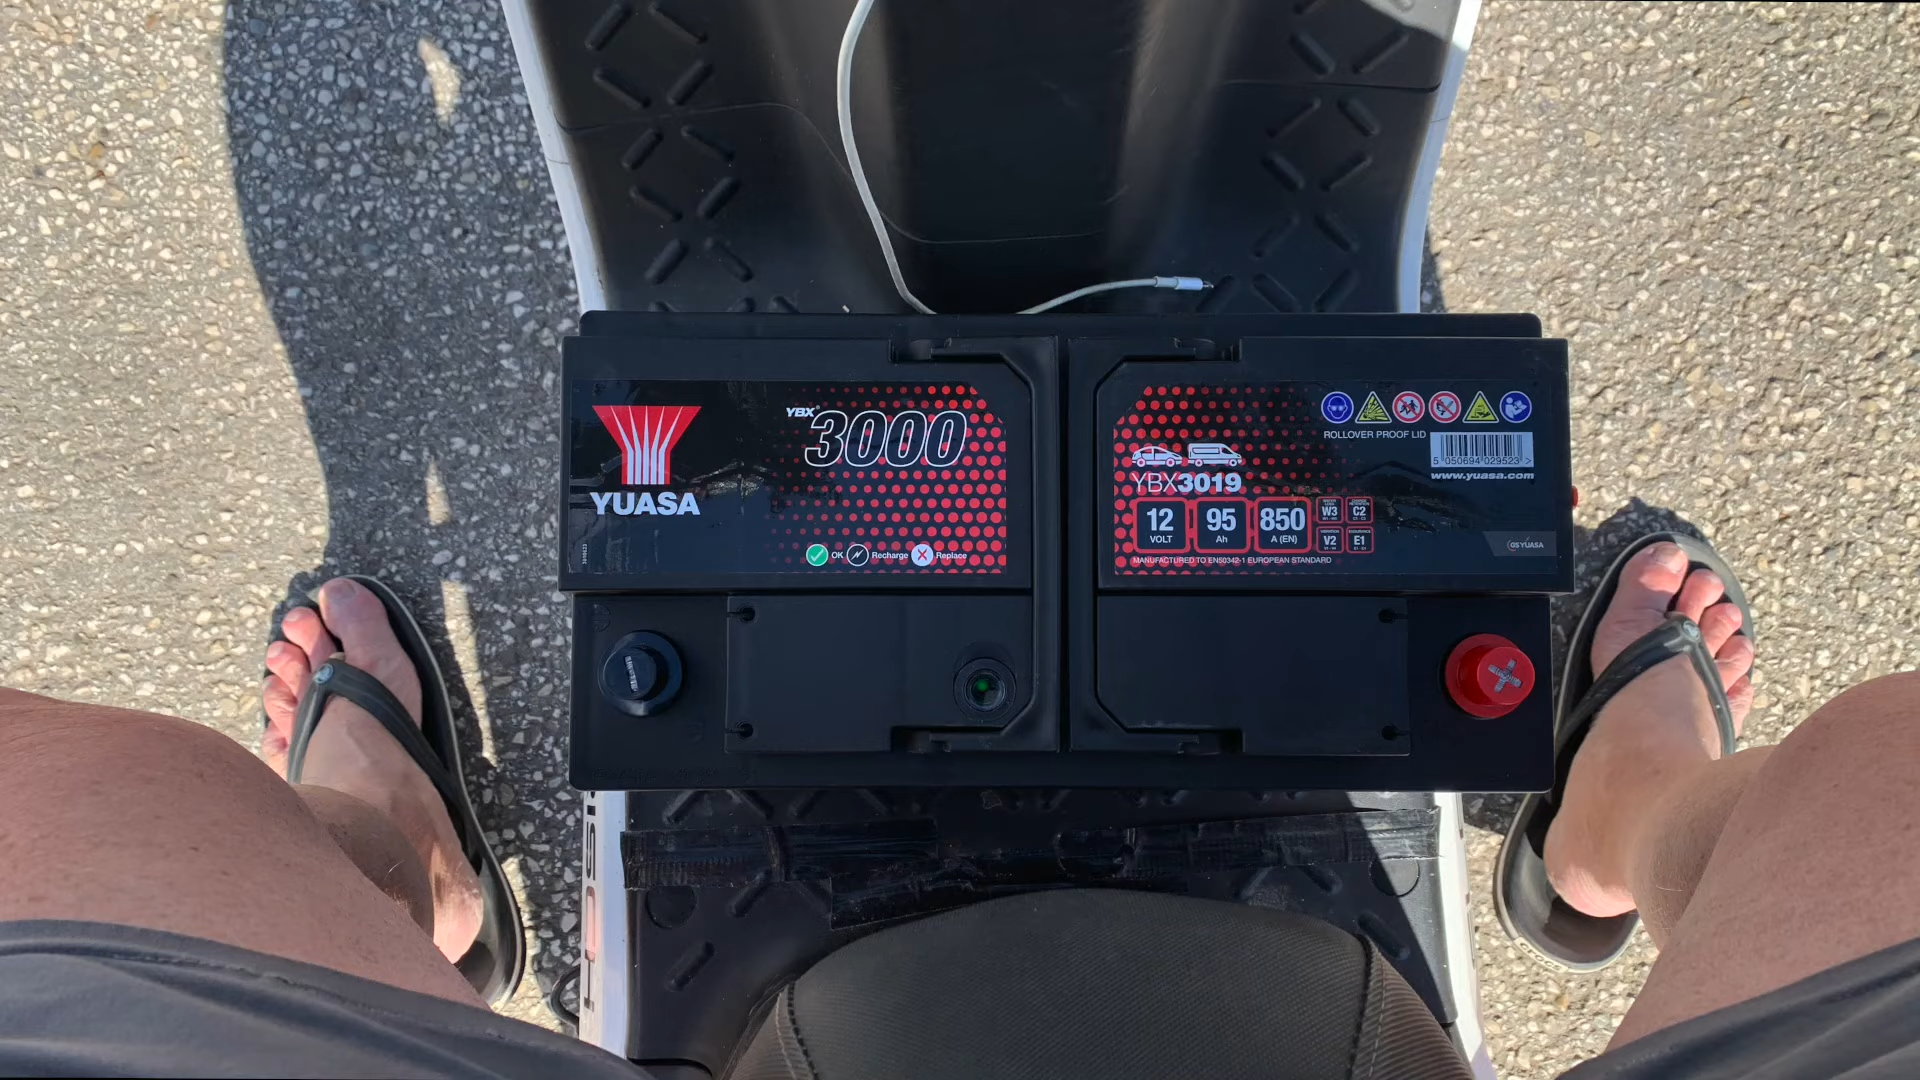 YBX
3000
YUASA
OK Recharge Replace
ROLLOVER PROOF LID
5 050694 029523 >
www.yuasa.com
YBX3019
12
VOLT
95
Ah
850
A (EN)
W3
C2
V2
E1
GS YUASA
MANUFACTURED TO EN50342-1 EUROPEAN STANDARD
crocs